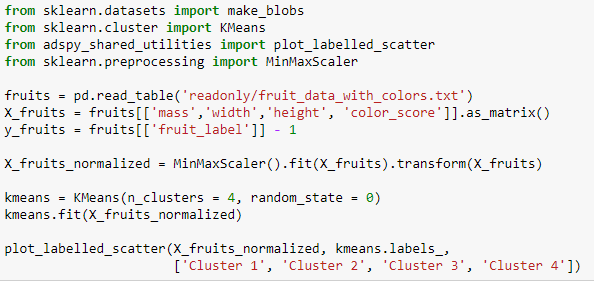 from sklearn.datasets import make_blobs
from sklearn.cluster import KMeans
from adspy_shared_utilities import plot_labelled_scatter
from sklearn.preprocessing import MinMaxScaler

fruits = pd.read_table('readonly/fruit_data_with_colors.txt')
X_fruits = fruits[['mass','width','height', 'color_score']].as_matrix()
y_fruits = fruits[['fruit_label']] - 1

X_fruits_normalized = MinMaxScaler().fit(X_fruits).transform(X_fruits)

kmeans = KMeans(n_clusters = 4, random_state = 0)
kmeans.fit(X_fruits_normalized)

plot_labelled_scatter(X_fruits_normalized, kmeans.labels_,
                      ['Cluster 1', 'Cluster 2', 'Cluster 3', 'Cluster 4'])